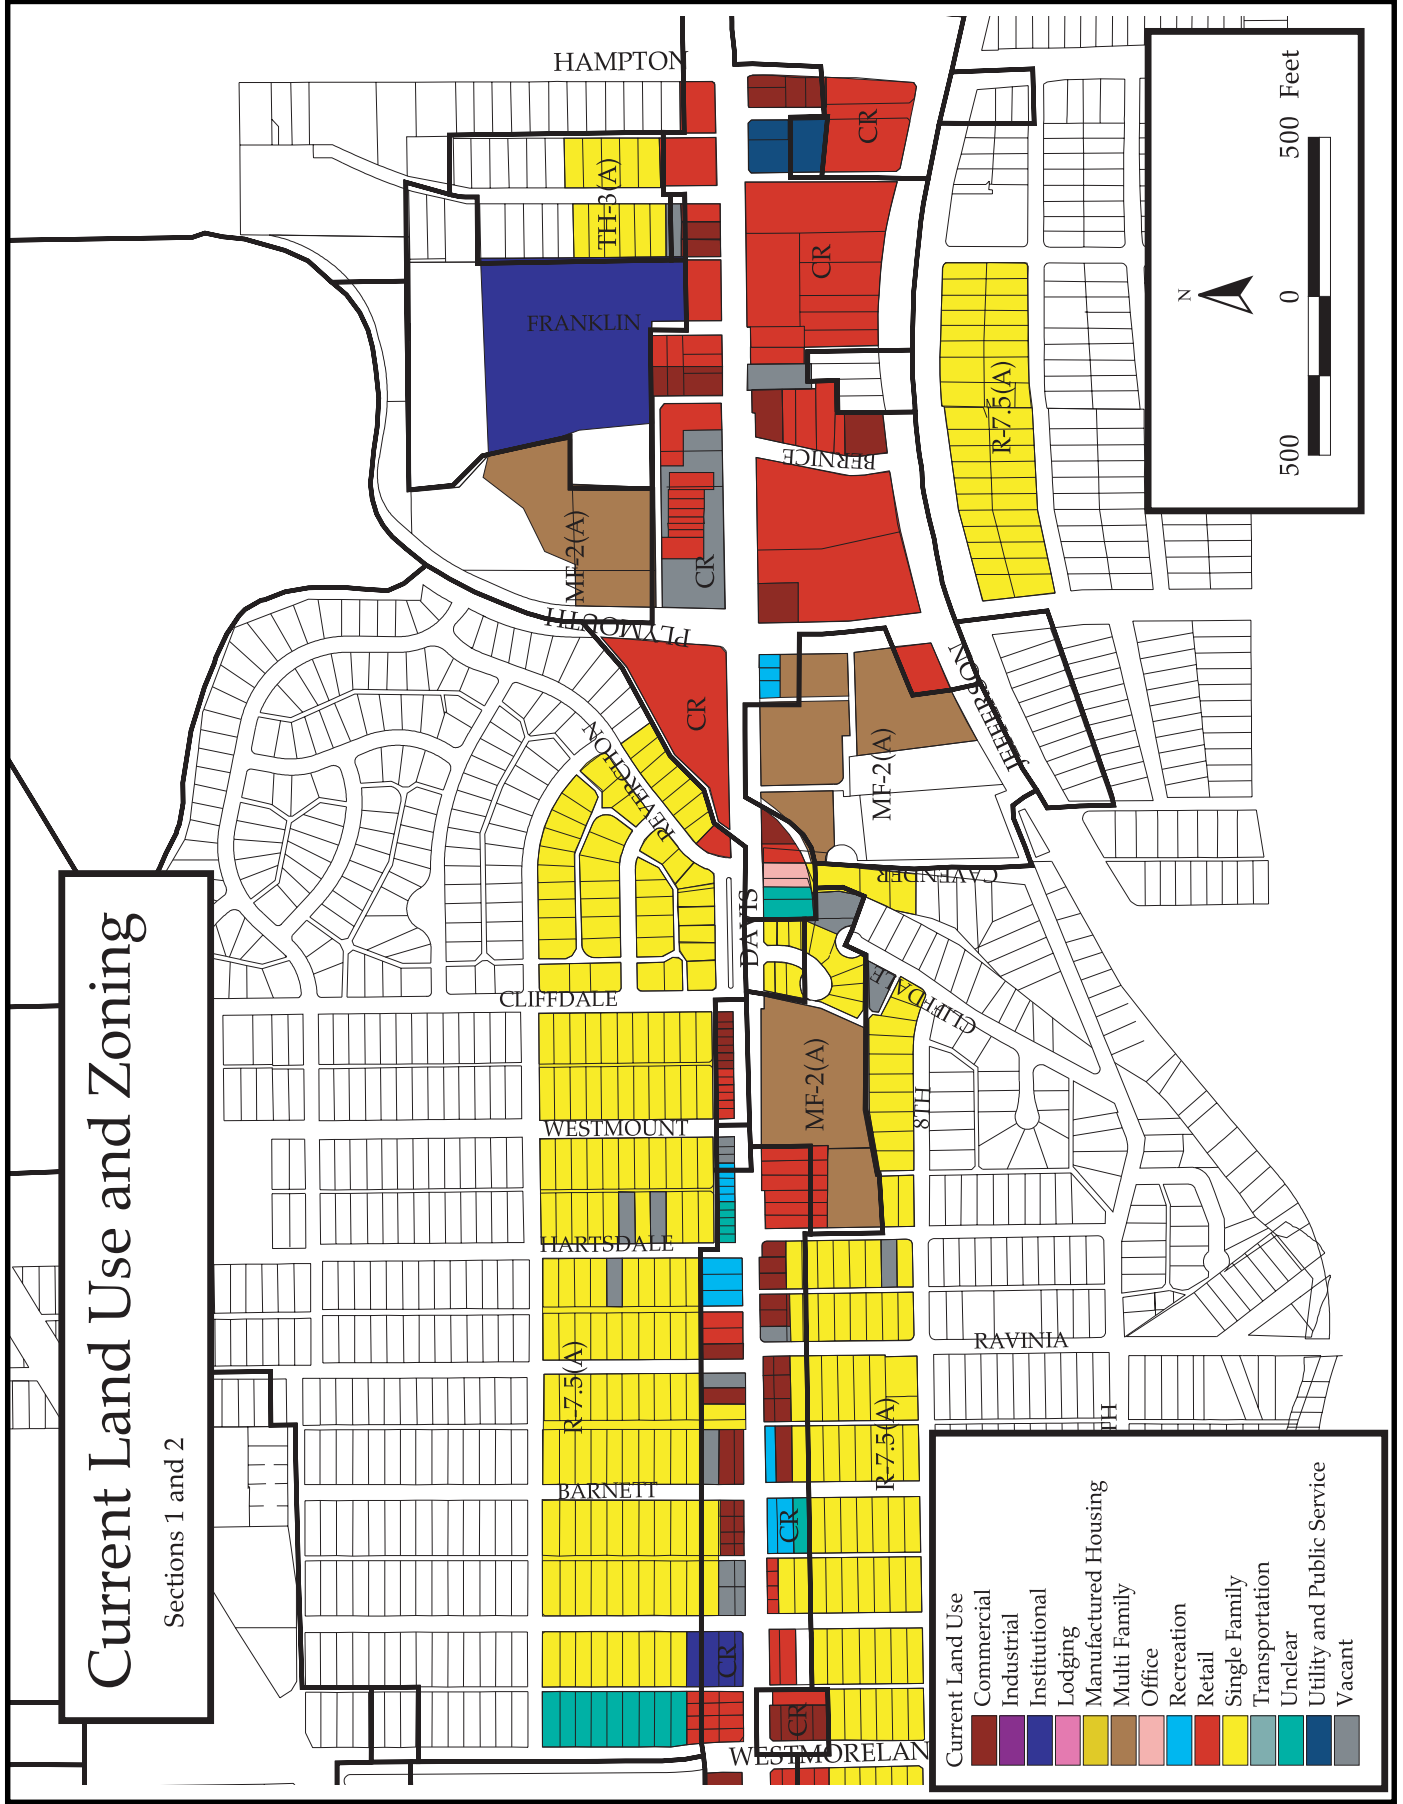 Current Land Use and Zoning
Sections 1 and 2
HAMPTON
TH-3(A)
FRANKLIN
MF-2(A)
PLYMOUTH
CR
CR
CR
CR
BERNICE
R-7.5(A)
JEFFERSON
MF-2(A)
REVERCHON
CAVENDER
DAVIS
CLIFFDALE
CLIFFDALE
MF-2(A)
8TH
WESTMOUNT
HARTSDALE
RAVINIA
R-7.5(A)
R-7.5(A)
BARNETT
TH
CR
CR
CR
WESTMORELAN
N
500
0
500 Feet
Current Land Use
Commercial
Industrial
Institutional
Lodging
Manufactured Housing
Multi Family
Office
Recreation
Retail
Single Family
Transportation
Unclear
Utility and Public Service
Vacant